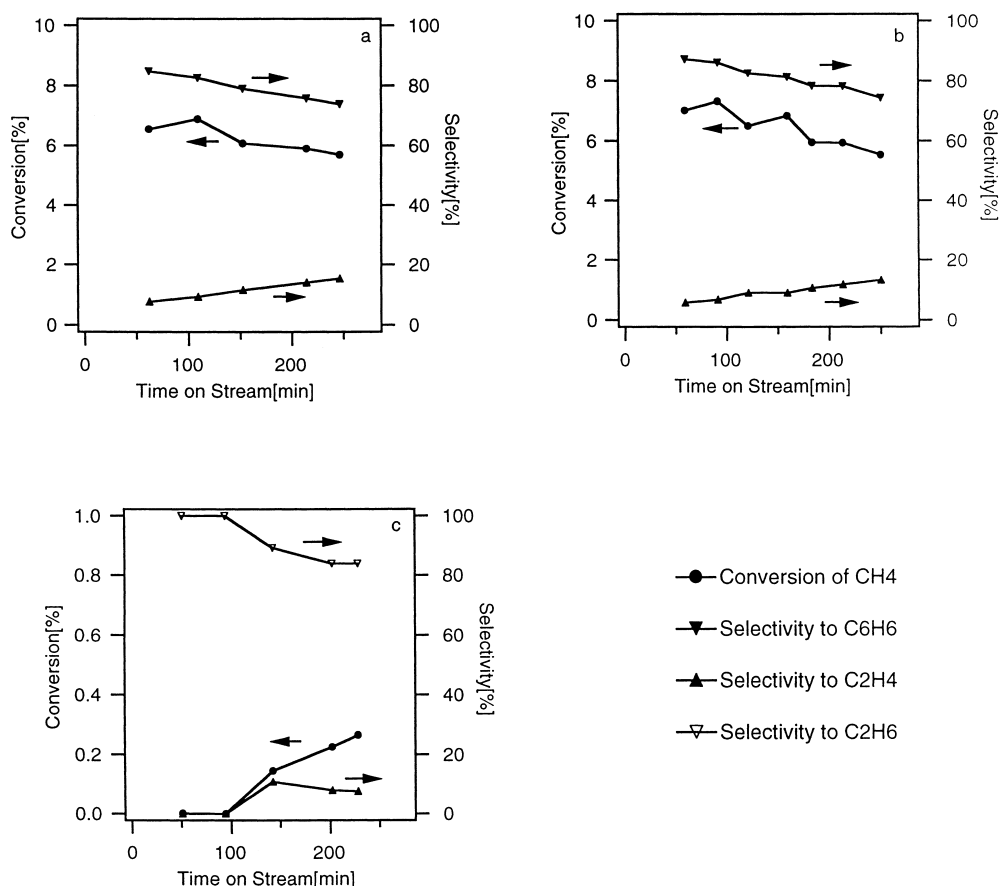 a
10
8
6
4
2
0
Conversion[%]
100
80
60
40
20
0
Selectivity[%]
0
100
200
Time on Stream[min]
b
10
8
6
4
2
0
Conversion[%]
100
80
60
40
20
0
Selectivity[%]
0
100
200
Time on Stream[min]
c
1.0
0.8
0.6
0.4
0.2
0.0
Conversion[%]
100
80
60
40
20
0
Selectivity[%]
0
100
200
Time on Stream[min]
Conversion of CH4
Selectivity to C6H6
Selectivity to C2H4
Selectivity to C2H6